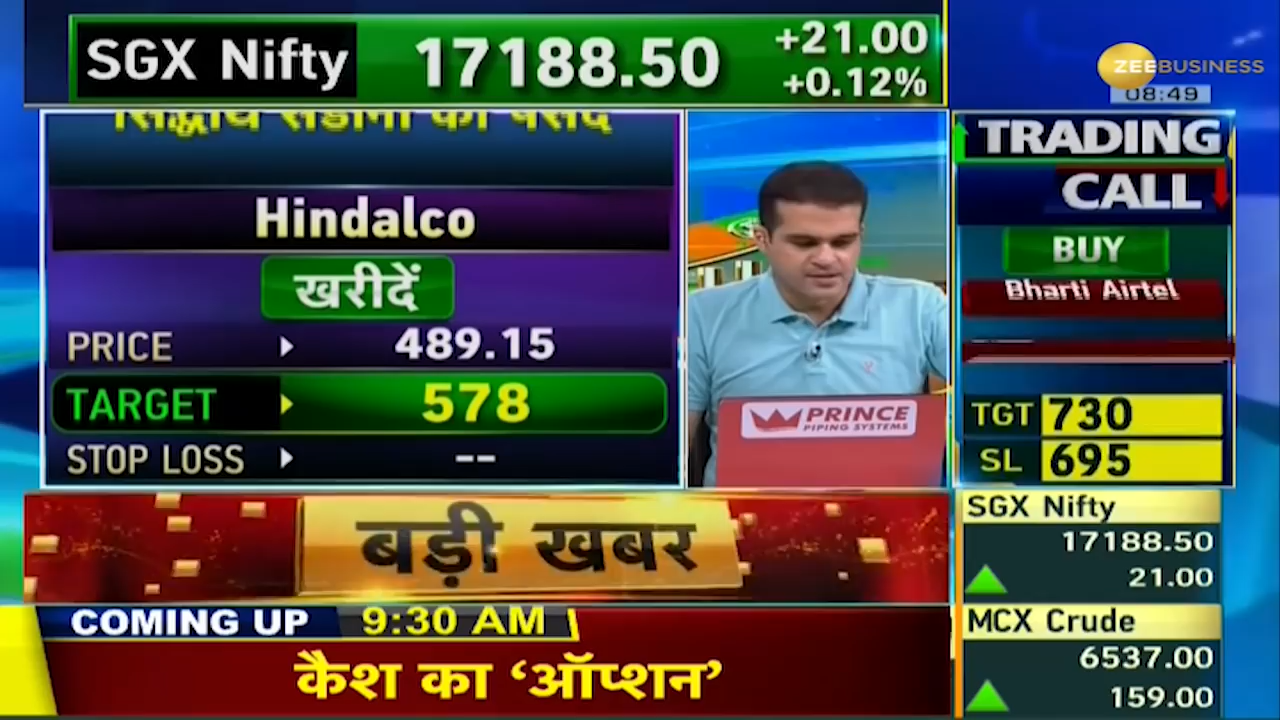 SGX Nifty
17188.50
+21.00
+0.12%
ZEEBUSINESS
08:49
Hindalco
खरीदें
PRICE 489.15
TARGET 578
STOP LOSS --
PRINCE
PIPING SYSTEMS
TRADING
CALL
BUY
Bharti Airtel
TGT 730
SL 695
बड़ी खबर
SGX Nifty
17188.50
21.00
MCX Crude
6537.00
159.00
COMING UP 9:30 AM
कैश का ‘ऑप्शन’